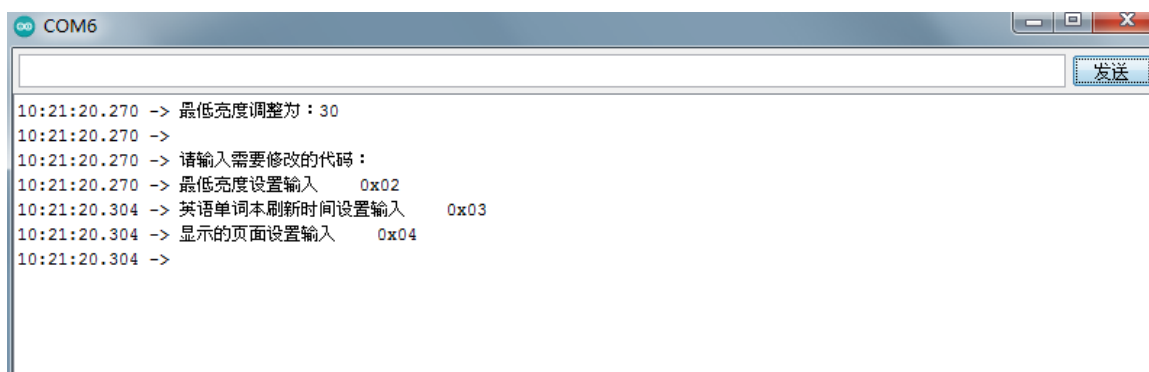 COM6
发送
10:21:20.270 -> 最低亮度调整为：30
10:21:20.270 ->
10:21:20.270 -> 请输入需要修改的代码：
10:21:20.270 -> 最低亮度设置输入    0x02
10:21:20.304 -> 英语单词本刷新时间设置输入    0x03
10:21:20.304 -> 显示的页面设置输入    0x04
10:21:20.304 ->